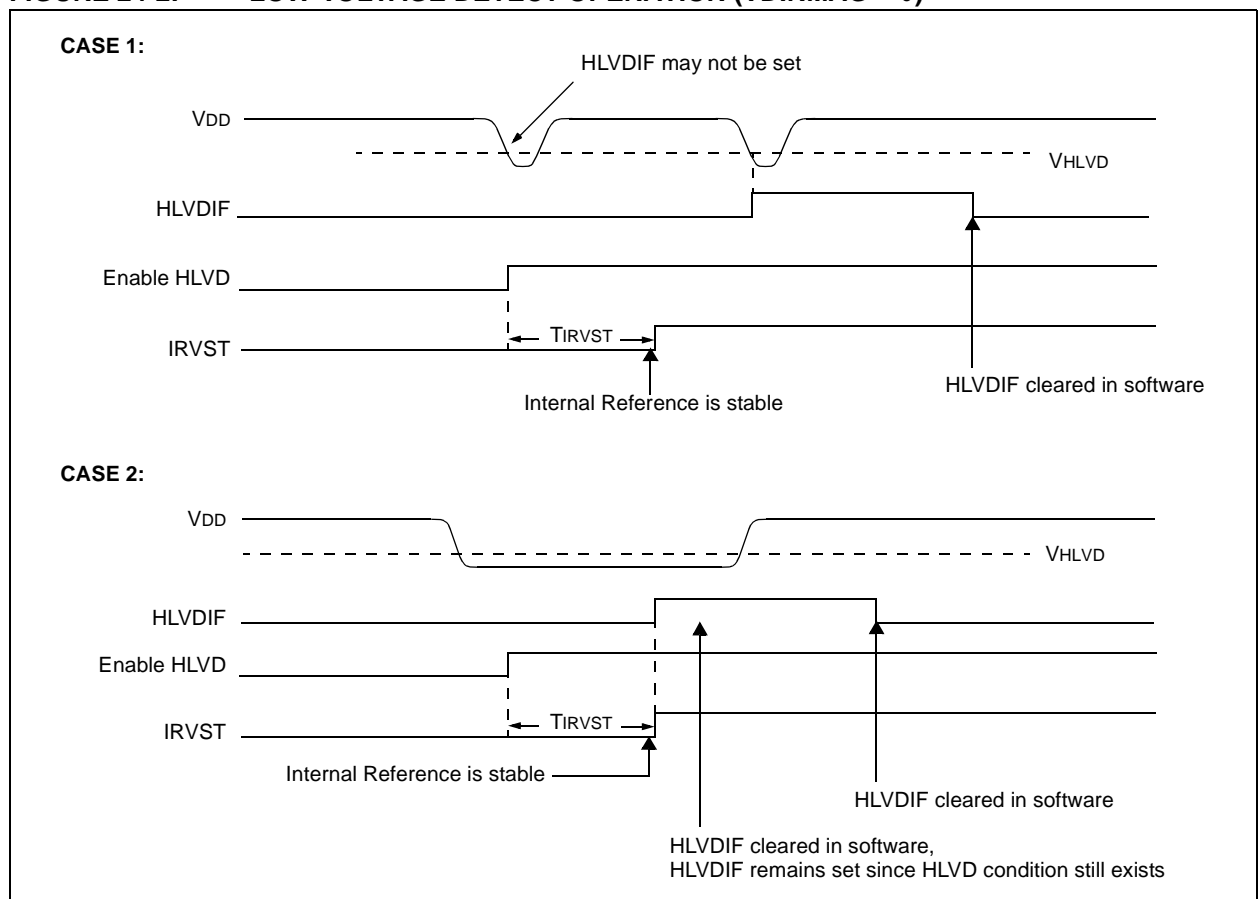 CASE 1:
HLVDIF may not be set
VDD
VHLVD
HLVDIF
Enable HLVD
TIRVST
IRVST
HLVDIF cleared in software
Internal Reference is stable
CASE 2:
VDD
VHLVD
HLVDIF
Enable HLVD
TIRVST
IRVST
Internal Reference is stable
HLVDIF cleared in software
HLVDIF cleared in software,
HLVDIF remains set since HLVD condition still exists